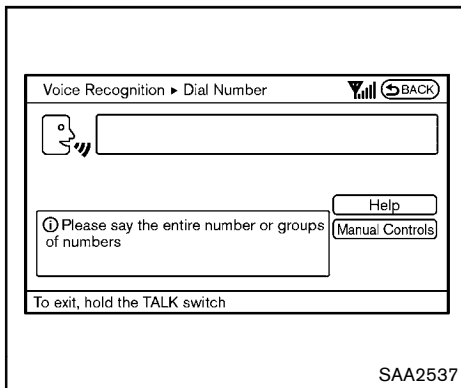 Voice Recognition ▸ Dial Number
BACK
Help
Manual Controls
Please say the entire number or groups
of numbers
To exit, hold the TALK switch
SAA2537